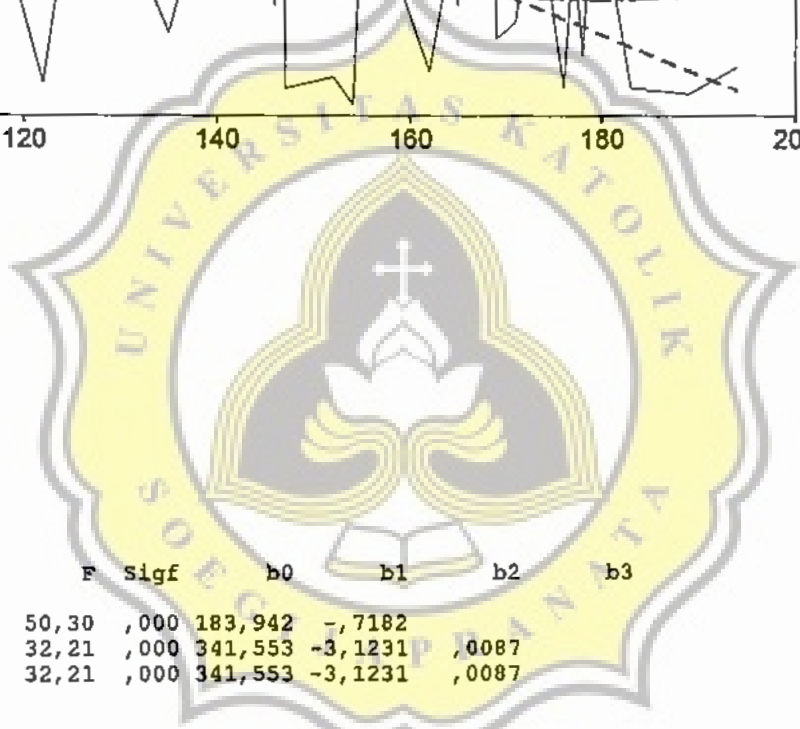 120 140 160 180 20
UNIVERSITAS KATOLIK
SOEGIJAPRANATA
F Sigf b0 b1 b2 b3
50,30 ,000 183,942 -,7182
32,21 ,000 341,553 -3,1231 ,0087
32,21 ,000 341,553 -3,1231 ,0087